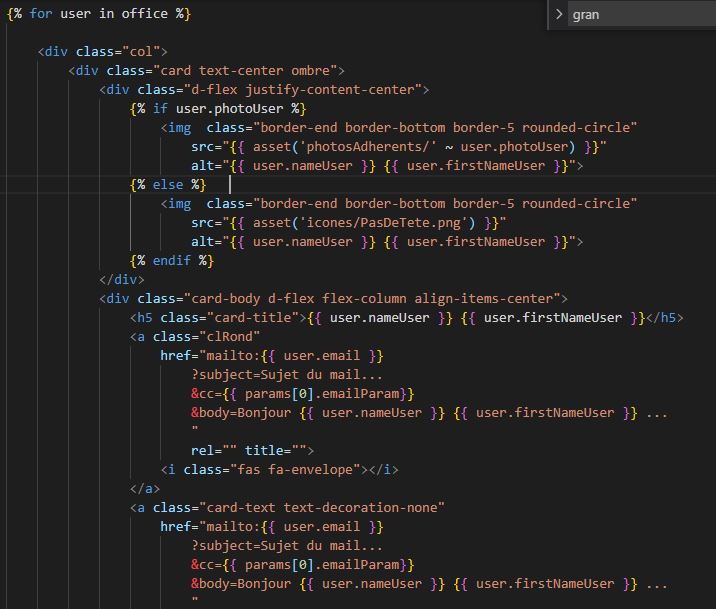 {% for user in office %}
gran
<div class="col">
<div class="card text-center ombre">
<div class="d-flex justify-content-center">
{% if user.photoUser %}
<img  class="border-end border-bottom border-5 rounded-circle"
src="{{ asset('photosAdherents/' ~ user.photoUser) }}"
alt="{{ user.nameUser }} {{ user.firstNameUser }}">
{% else %}
<img  class="border-end border-bottom border-5 rounded-circle"
src="{{ asset('icones/PasDeTete.png') }}"
alt="{{ user.nameUser }} {{ user.firstNameUser }}">
{% endif %}
</div>
<div class="card-body d-flex flex-column align-items-center">
<h5 class="card-title">{{ user.nameUser }} {{ user.firstNameUser }}</h5>
<a class="clRond"
href="mailto:{{ user.email }}
?subject=Sujet du mail...
&cc={{ params[0].emailParam}}
&body=Bonjour {{ user.nameUser }} {{ user.firstNameUser }} ...
"
rel="" title="">
<i class="fas fa-envelope"></i>
</a>
<a class="card-text text-decoration-none"
href="mailto:{{ user.email }}
?subject=Sujet du mail...
&cc={{ params[0].emailParam}}
&body=Bonjour {{ user.nameUser }} {{ user.firstNameUser }} ...
"